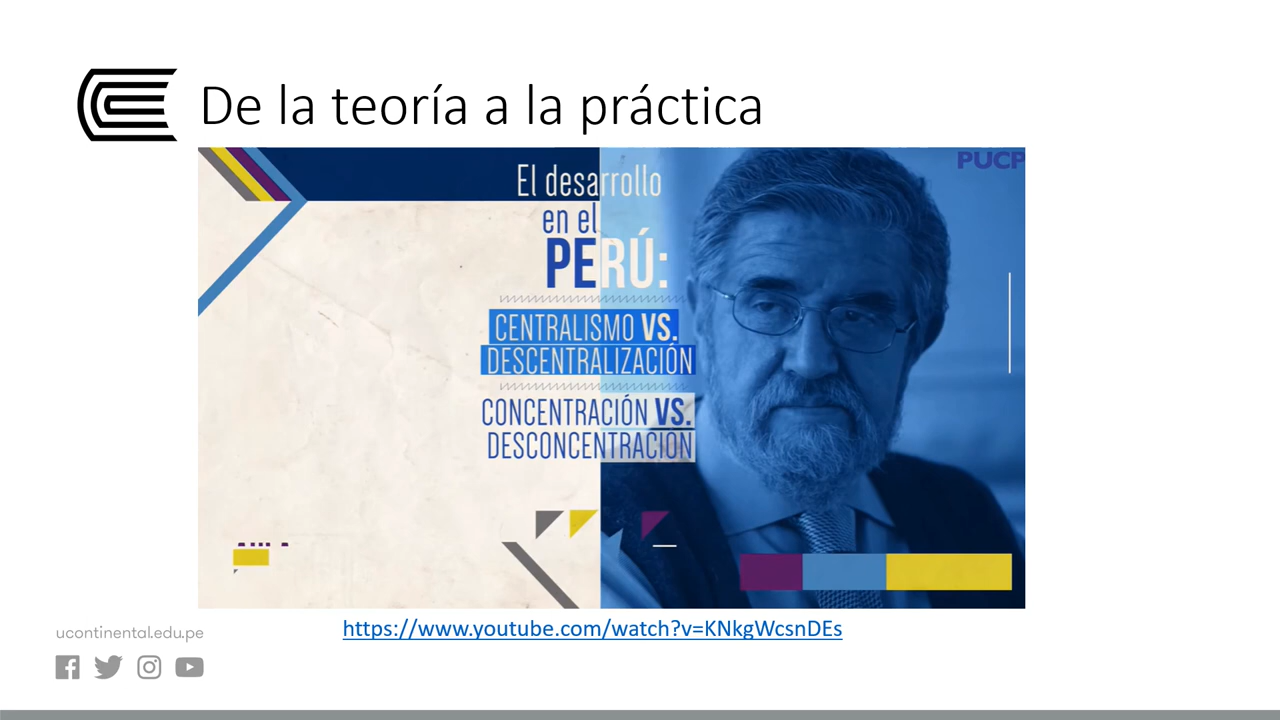 De la teoría a la práctica
PUCP
El desarrollo
en el
PERÚ:
CENTRALISMO VS.
DESCENTRALIZACIÓN
CONCENTRACIÓN VS.
DESCONCENTRACIÓN
https://www.youtube.com/watch?v=KNkgWcsnDEs
ucontinental.edu.pe